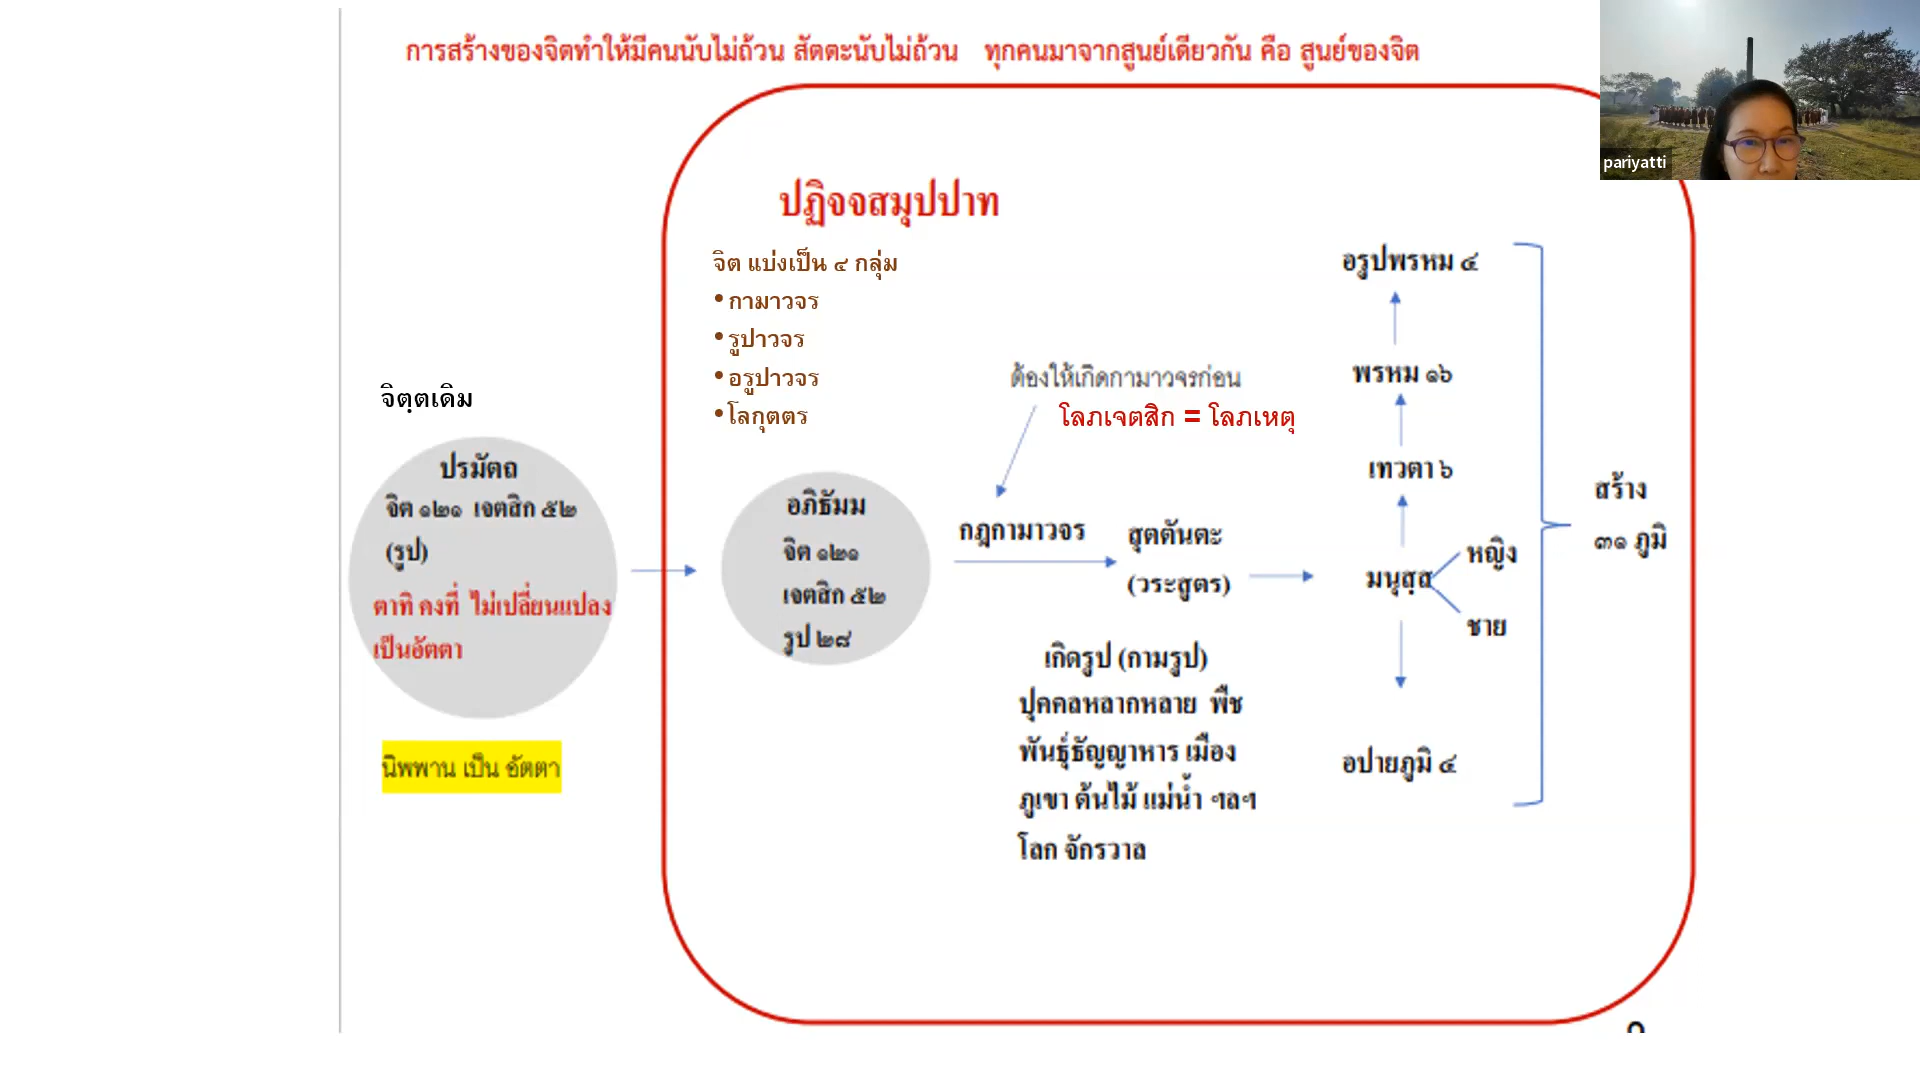 การสร้างของจิตทำให้มีคนนับไม่ถ้วน สัตตะนับไม่ถ้วน ทุกคนมาจากสูนย์เดียวกัน คือ สูนย์ของจิต
pariyatti
ปฏิจจสมุปปาท
จิต แบ่งเป็น ๔ กลุ่ม
• กามาวจร
• รูปาวจร
• อรูปาวจร
• โลกุตตร
จิตฺตเดิม
ปรมัตถ
จิต ๑๒๑ เจตสิก ๕๒
(รูป)
ตาทิ คงที่ ไม่เปลี่ยนแปลง
เป็นอัตตา
นิพพาน เป็น อัตตา
อภิธัมม
จิต ๑๒๑
เจตสิก ๕๒
รูป ๒๘
ต้องให้เกิดกามาวจรก่อน
โลภเจตสิก = โลภเหตุ
กฎกามาวจร
สุตตันตะ
(วระสูตร)
เกิดรูป (กามรูป)
ปุคคลหลากหลาย พืช
พันธุ์ธัญญาหาร เมือง
ภูเขา ต้นไม้ แม่น้ำ ฯลฯ
โลก จักรวาล
อรูปพรหม ๔
พรหม ๑๖
เทวตา ๖
มนุสฺส
หญิง
ชาย
อปายภูมิ ๔
สร้าง
๓๑ ภูมิ